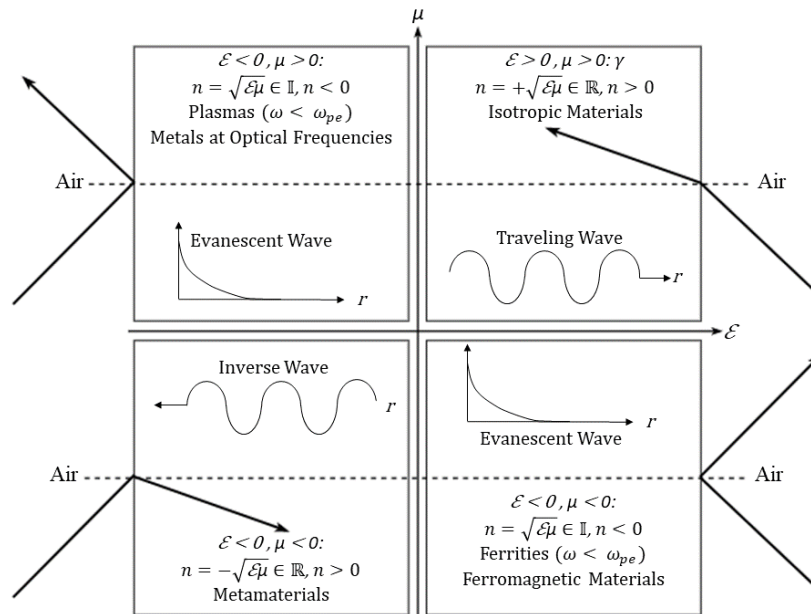 μ
ℰ < 0 , μ > 0:
n = √ℰμ ∈ 𝕀, n < 0
Plasmas (ω < ω_pe)
Metals at Optical Frequencies
ℰ > 0, μ > 0: γ
n = +√ℰμ ∈ ℝ, n > 0
Isotropic Materials
Air
Air
Evanescent Wave
r
Traveling Wave
r
ℰ
Inverse Wave
r
r
Evanescent Wave
Air
Air
ℰ < 0 , μ < 0:
n = −√ℰμ ∈ ℝ, n > 0
Metamaterials
ℰ < 0, μ < 0:
n = √ℰμ ∈ 𝕀, n < 0
Ferrities (ω < ω_pe)
Ferromagnetic Materials